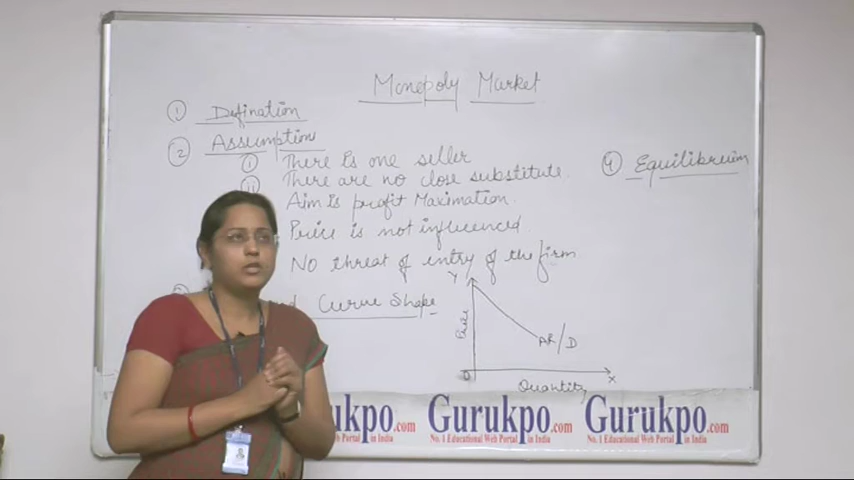 Monopoly Market
1 Defination
2 Assumption
i There is one seller
ii There are no close substitute.
Aim is profit Maximation.
Price is not influenced
No threat of entry of the firm
Curve Shape
4 Equilibrium
Y
Price
AR/D
O
X
Quantity
Gurukpo.com
Gurukpo.com
No. 1 Educational Web Portal in India
Gurukpo.com
No. 1 Educational Web Portal in India